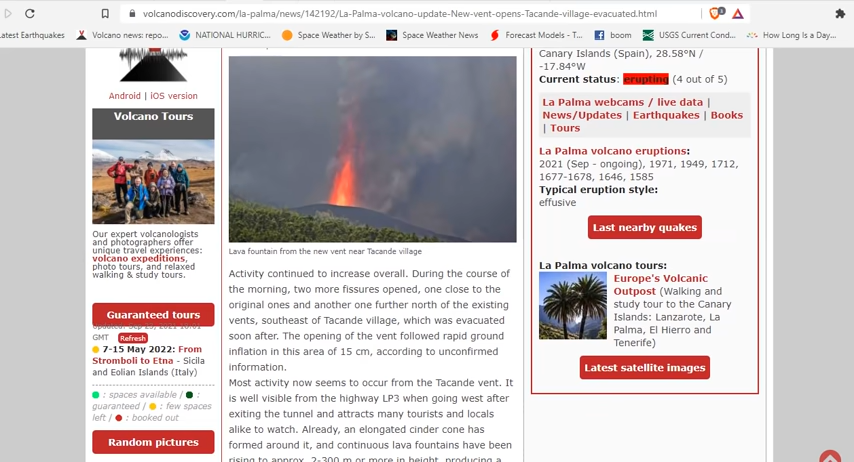 volcanodiscovery.com/la-palma/news/142192/La-Palma-volcano-update-New-vent-opens-Tacande-village-evacuated.html
atest Earthquakes
Volcano news: repo...
NATIONAL HURRIC...
Space Weather by S...
Space Weather News
Forecast Models - T...
boom
USGS Current Cond...
How Long Is a Day...
Android | iOS version
Volcano Tours
Our expert volcanologists
and photographers offer
unique travel experiences:
volcano expeditions,
photo tours, and relaxed
walking & study tours.
Guaranteed tours
GMT Refresh
7-15 May 2022: From
Stromboli to Etna - Sicila
and Eolian Islands (Italy)
: spaces available /  :
guaranteed /  : few spaces
left /  : booked out
Random pictures
Lava fountain from the new vent near Tacande village
Activity continued to increase overall. During the course of
the morning, two more fissures opened, one close to the
original ones and another one further north of the existing
vents, southeast of Tacande village, which was evacuated
soon after. The opening of the vent followed rapid ground
inflation in this area of 15 cm, according to unconfirmed
information.
Most activity now seems to occur from the Tacande vent. It
is well visible from the highway LP3 when going west after
exiting the tunnel and attracts many tourists and locals
alike to watch. Already, an elongated cinder cone has
formed around it, and continuous lava fountains have been
rising to approx. 2-300 m or more in height, producing a
Canary Islands (Spain), 28.58°N /
-17.84°W
Current status: erupting (4 out of 5)
La Palma webcams / live data |
News/Updates | Earthquakes | Books
| Tours
La Palma volcano eruptions:
2021 (Sep - ongoing), 1971, 1949, 1712,
1677-1678, 1646, 1585
Typical eruption style:
effusive
Last nearby quakes
La Palma volcano tours:
Europe's Volcanic
Outpost (Walking and
study tour to the Canary
Islands: Lanzarote, La
Palma, El Hierro and
Tenerife)
Latest satellite images